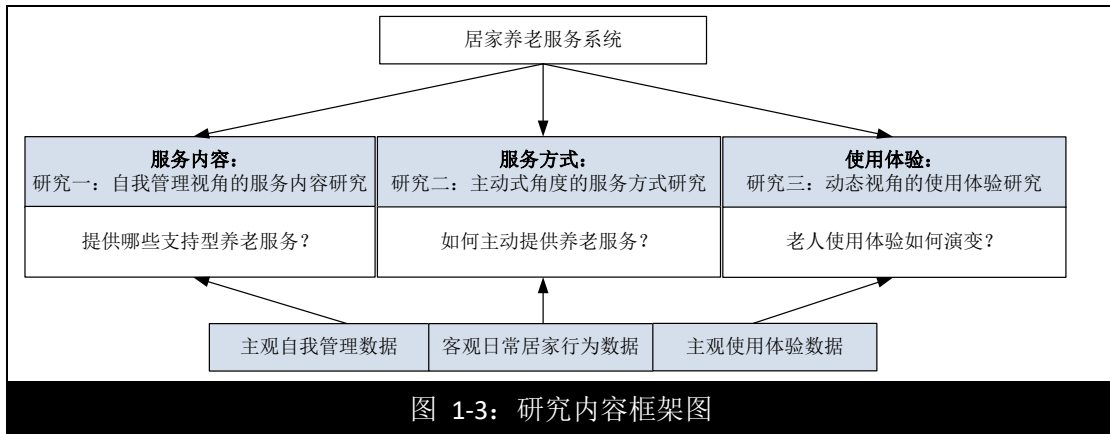 居家养老服务系统
服务内容：
研究一：自我管理视角的服务内容研究
提供哪些支持型养老服务？
服务方式：
研究二：主动式角度的服务方式研究
如何主动提供养老服务？
使用体验：
研究三：动态视角的使用体验研究
老人使用体验如何演变？
主观自我管理数据
客观日常居家行为数据
主观使用体验数据
图 1-3：研究内容框架图